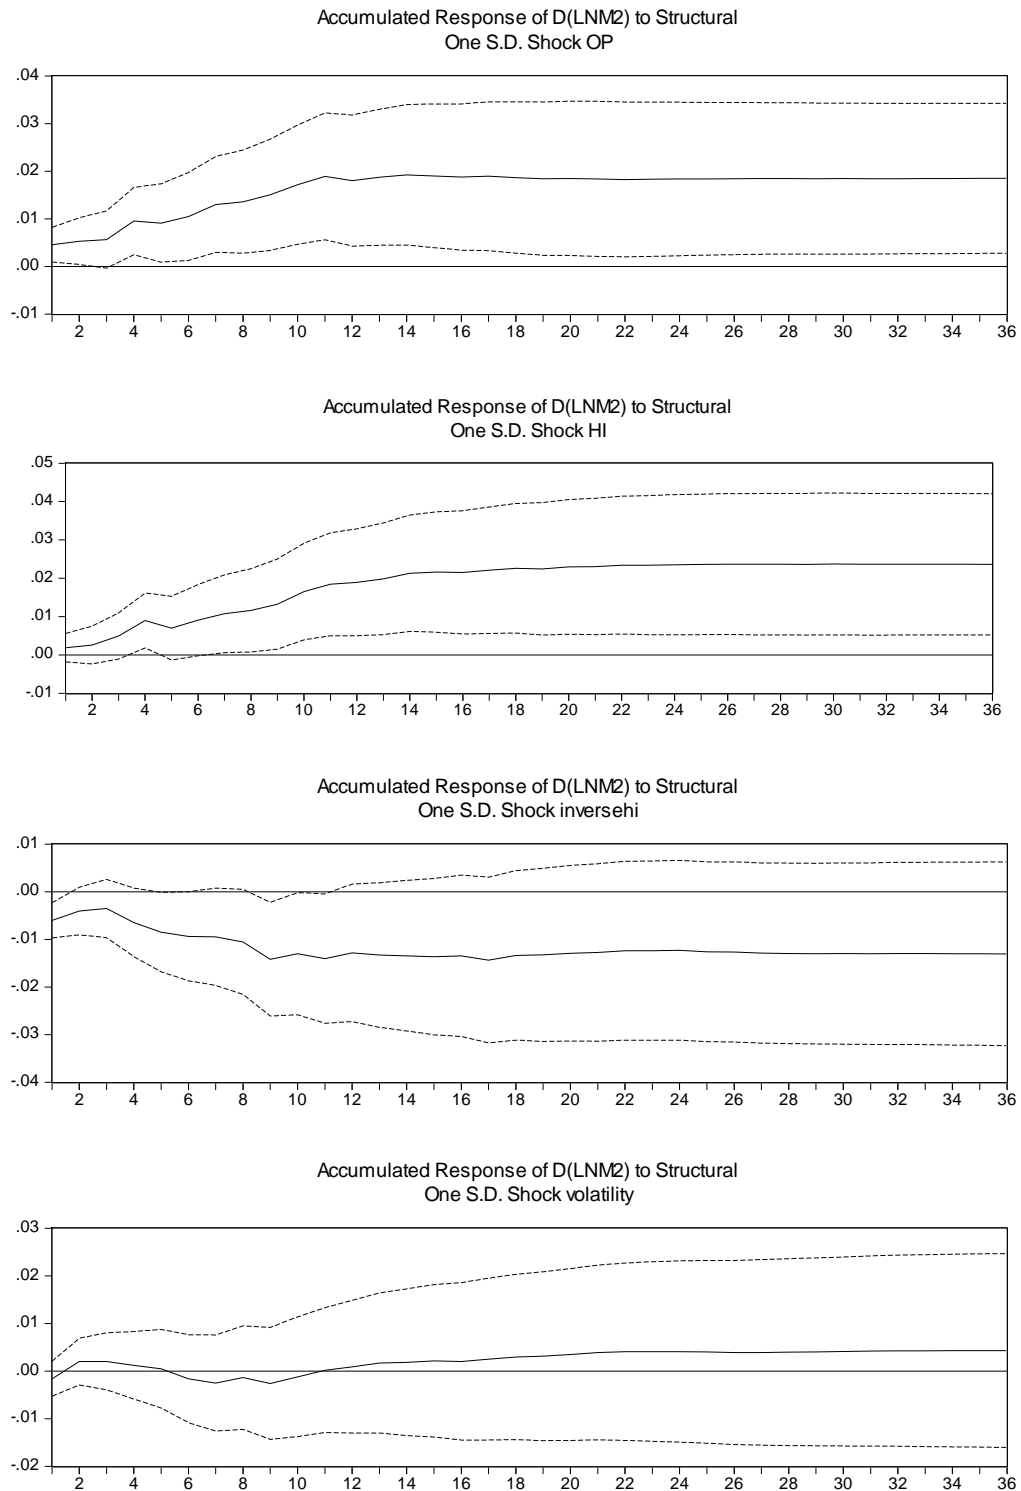 Accumulated Response of D(LNM2) to Structural
One S.D. Shock OP
.04
.03
.02
.01
.00
-.01
2 4 6 8 10 12 14 16 18 20 22 24 26 28 30 32 34 36
Accumulated Response of D(LNM2) to Structural
One S.D. Shock HI
.05
.04
.03
.02
.01
.00
-.01
2 4 6 8 10 12 14 16 18 20 22 24 26 28 30 32 34 36
Accumulated Response of D(LNM2) to Structural
One S.D. Shock inversehi
.01
.00
-.01
-.02
-.03
-.04
2 4 6 8 10 12 14 16 18 20 22 24 26 28 30 32 34 36
Accumulated Response of D(LNM2) to Structural
One S.D. Shock volatility
.03
.02
.01
.00
-.01
-.02
2 4 6 8 10 12 14 16 18 20 22 24 26 28 30 32 34 36